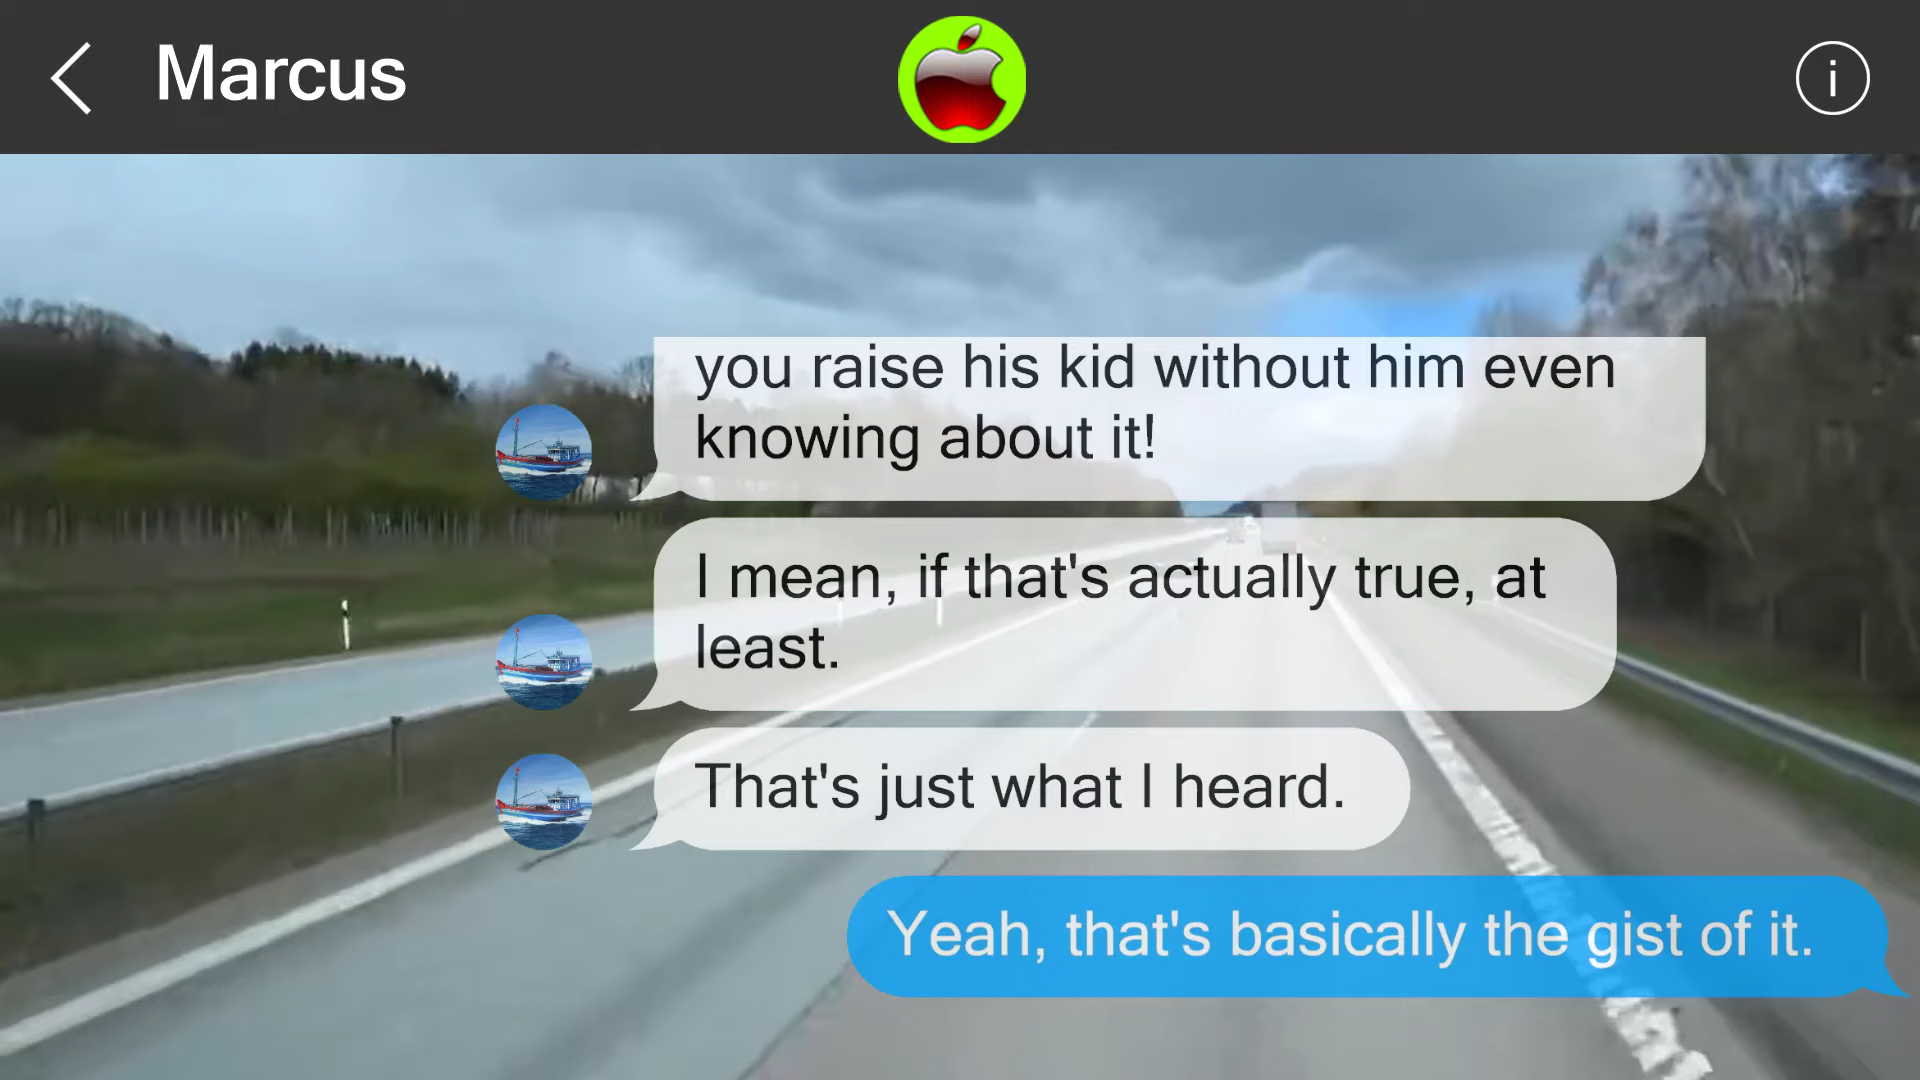 Marcus
you raise his kid without him even
knowing about it!
I mean, if that's actually true, at
least.
That's just what I heard.
Yeah, that's basically the gist of it.